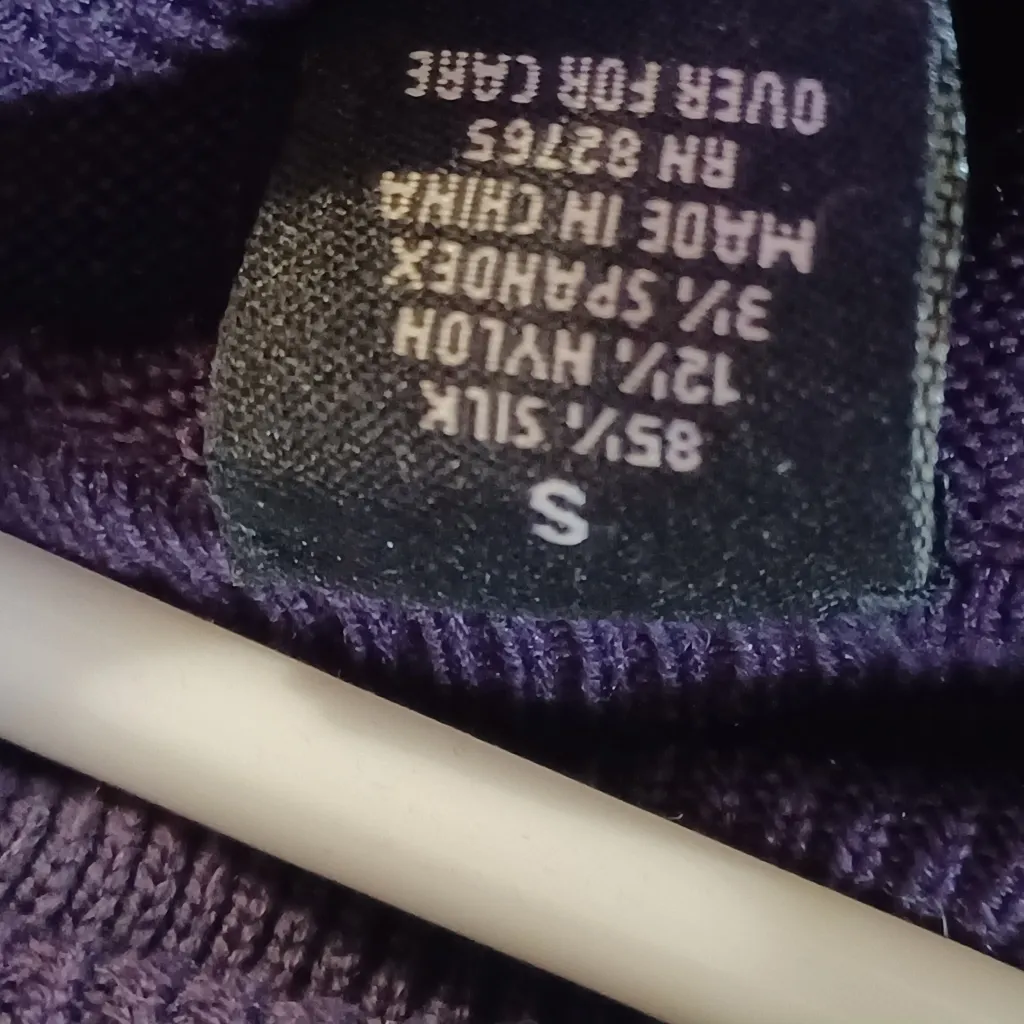 S
85% SILK
12% NYLON
3% SPANDEX
MADE IN CHINA
RN 82765
OVER FOR CARE